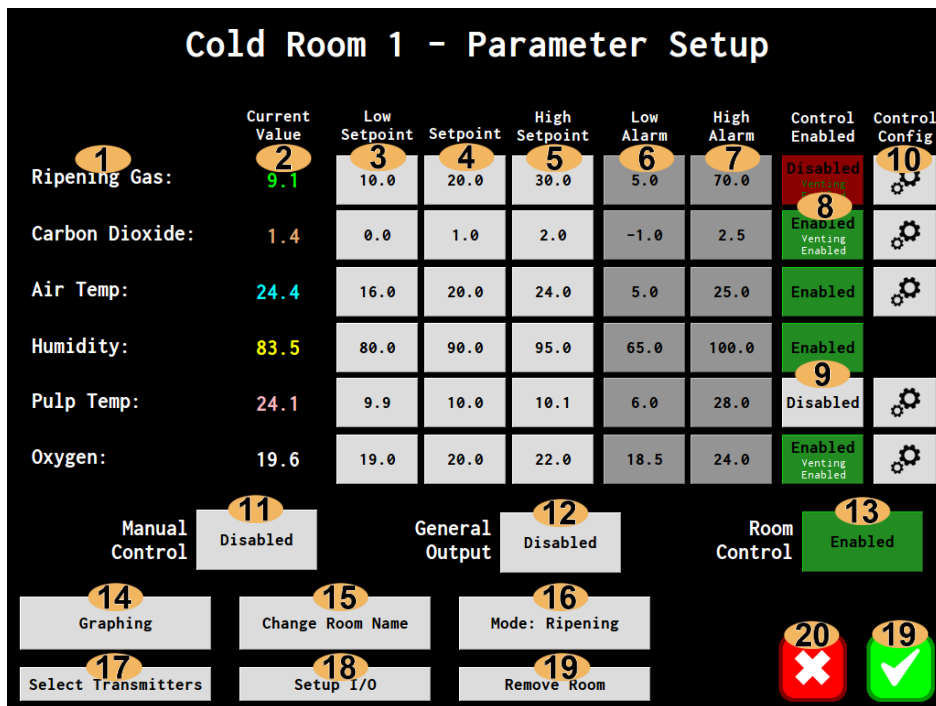 Cold Room 1 - Parameter Setup
Current Value Low Setpoint Setpoint High Setpoint Low Alarm High Alarm Control Enabled Control Config
1 2 3 4 5 6 7 10
Ripening Gas: 9.1 10.0 20.0 30.0 5.0 70.0 Disabled Venting
8
Carbon Dioxide: 1.4 0.0 1.0 2.0 -1.0 2.5 Enabled Venting Enabled
Air Temp: 24.4 16.0 20.0 24.0 5.0 25.0 Enabled
Humidity: 83.5 80.0 90.0 95.0 65.0 100.0 Enabled
9
Pulp Temp: 24.1 9.9 10.0 10.1 6.0 28.0 Disabled
Oxygen: 19.6 19.0 20.0 22.0 18.5 24.0 Enabled Venting Enabled
11 12 13
Manual Control Disabled General Output Disabled Room Control Enabled
14 15 16
Graphing Change Room Name Mode: Ripening
20 19
17 18 19
Select Transmitters Setup I/O Remove Room